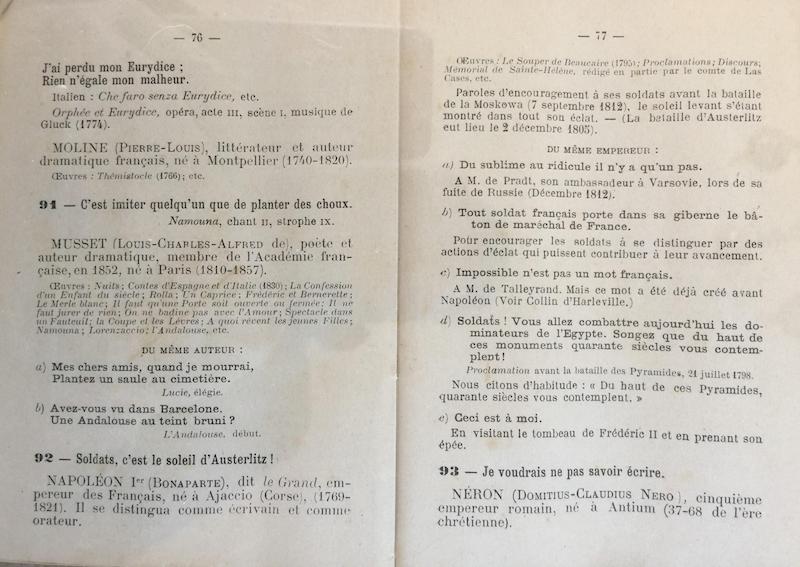 — 76 —
J'ai perdu mon Eurydice ;
Rien n'égale mon malheur.
Italien : Che faro senza Eurydice, etc.
Orphée et Eurydice, opéra, acte III, scène I, musique de
Gluck (1774).
MOLINE (Pierre-Louis), littérateur et auteur
dramatique français, né à Montpellier (1740-1820).
Œuvres : Thémistocle (1766) ; etc.
91 — C'est imiter quelqu'un que de planter des choux.
Namouna, chant II, strophe IX.
MUSSET (Louis-Charles-Alfred de), poète et
auteur dramatique, membre de l'Académie fran-
çaise, en 1852, né à Paris (1810-1857).
Œuvres : Nuits ; Contes d'Espagne et d'Italie (1830) ; La Confession
d'un Enfant du siècle ; Rolla ; Un Caprice ; Frédéric et Bernerette ;
Le Merle blanc ; Il faut qu'une Porte soit ouverte ou fermée ; Il ne
faut jurer de rien ; On ne badine pas avec l'Amour ; Spectacle dans
un Fauteuil ; la Coupe et les Lèvres ; A quoi rêvent les jeunes Filles ;
Namouna ; Lorenzaccio ; l'Andalouse, etc.
DU MÊME AUTEUR :
a) Mes chers amis, quand je mourrai,
Plantez un saule au cimetière.
Lucie, élégie.
b) Avez-vous vu dans Barcelone.
Une Andalouse au teint bruni ?
L'Andalouse, début.
92 — Soldats, c'est le soleil d'Austerlitz !
NAPOLÉON Ier (Bonaparte), dit le Grand, em-
pereur des Français, né à Ajaccio (Corse), (1769-
1821). Il se distingua comme écrivain et comme
orateur.
— 77 —
Œuvres : Le Souper de Beaucaire (1795) ; Proclamations ; Discours ;
Mémorial de Sainte-Hélène, rédigé en partie par le comte de Las
Cases, etc.
Paroles d'encouragement à ses soldats avant la bataille
de la Moskowa (7 septembre 1812), le soleil levant s'étant
montré dans tout son éclat. — (La bataille d'Austerlitz
eut lieu le 2 décembre 1805).
DU MÊME EMPEREUR :
a) Du sublime au ridicule il n'y a qu'un pas.
A M. de Pradt, son ambassadeur à Varsovie, lors de sa
fuite de Russie (Décembre 1812).
b) Tout soldat français porte dans sa giberne le bâ-
ton de maréchal de France.
Pour encourager les soldats à se distinguer par des
actions d'éclat qui puissent contribuer à leur avancement.
c) Impossible n'est pas un mot français.
A M. de Talleyrand. Mais ce mot a été déjà créé avant
Napoléon (Voir Collin d'Harleville.)
d) Soldats ! Vous allez combattre aujourd'hui les do-
minateurs de l'Egypte. Songez que du haut de
ces monuments quarante siècles vous contem-
plent !
Proclamation avant la bataille des Pyramides, 21 juillet 1798.
Nous citons d'habitude : « Du haut de ces Pyramides,
quarante siècles vous contemplent. »
e) Ceci est à moi.
En visitant le tombeau de Frédéric II et en prenant son
épée.
93 — Je voudrais ne pas savoir écrire.
NÉRON (Domitius-Claudius Nero), cinquième
empereur romain, né à Antium (37-68 de l'ère
chrétienne).